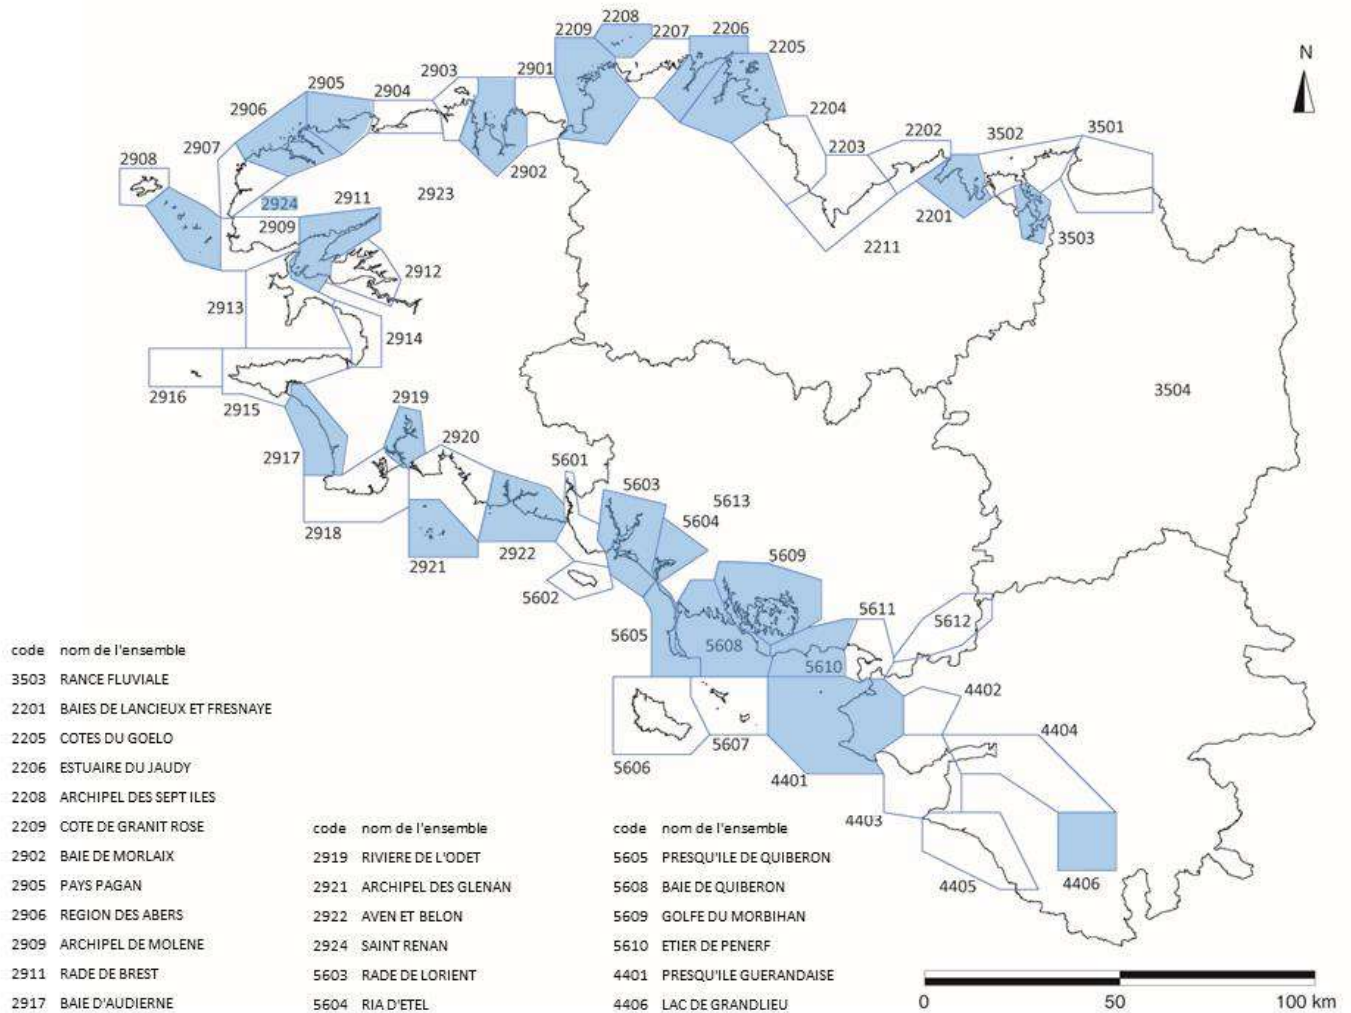 2208
2209
2207
2206
2205
N
2903
2901
2905
2904
2906
2204
2907
2203
2202
3502
3501
2908
2902
2911
2923
2924
2909
2201
3503
2211
2912
2913
2914
2916
2915
2919
3504
2920
2917
5601
5603
5613
5604
2918
2922
2921
5609
5602
5611
5612
5605
5608
5610
4402
4404
5607
5606
4401
4403
4405
4406
code nom de l'ensemble
3503 RANCE FLUVIALE
2201 BAIES DE LANCIEUX ET FRESNAYE
2205 COTES DU GOELO
2206 ESTUAIRE DU JAUDY
2208 ARCHIPEL DES SEPT ILES
2209 COTE DE GRANIT ROSE
2902 BAIE DE MORLAIX
2905 PAYS PAGAN
2906 REGION DES ABERS
2909 ARCHIPEL DE MOLENE
2911 RADE DE BREST
2917 BAIE D'AUDIERNE
code nom de l'ensemble
2919 RIVIERE DE L'ODET
2921 ARCHIPEL DES GLENAN
2922 AVEN ET BELON
2924 SAINT RENAN
5603 RADE DE LORIENT
5604 RIA D'ETEL
code nom de l'ensemble
5605 PRESQU'ILE DE QUIBERON
5608 BAIE DE QUIBERON
5609 GOLFE DU MORBIHAN
5610 ETIER DE PENERF
4401 PRESQU'ILE GUERANDAISE
4406 LAC DE GRANDLIEU
0 50 100 km